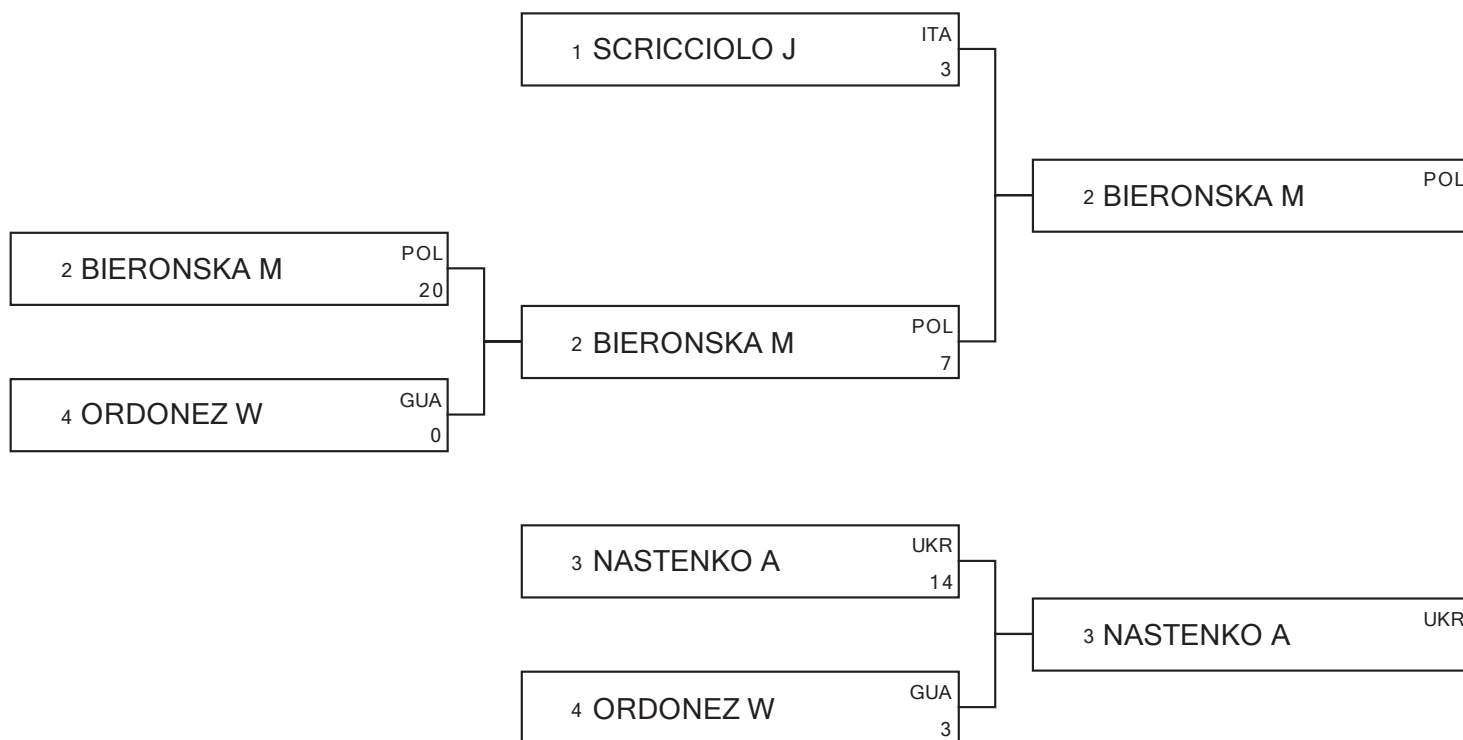 1 SCRICCIOLO J ITA
3
2 BIERONSKA M POL
2 BIERONSKA M POL
20
2 BIERONSKA M POL
7
4 ORDONEZ W GUA
0
3 NASTENKO A UKR
14
3 NASTENKO A UKR
4 ORDONEZ W GUA
3